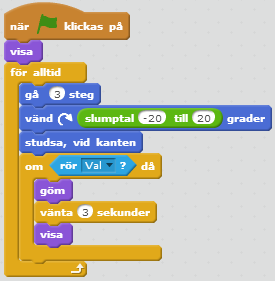 när klickas på
visa
för alltid
gå 3 steg
vänd slumptal -20 till 20 grader
studsa, vid kanten
om rör Val ? då
göm
vänta 3 sekunder
visa